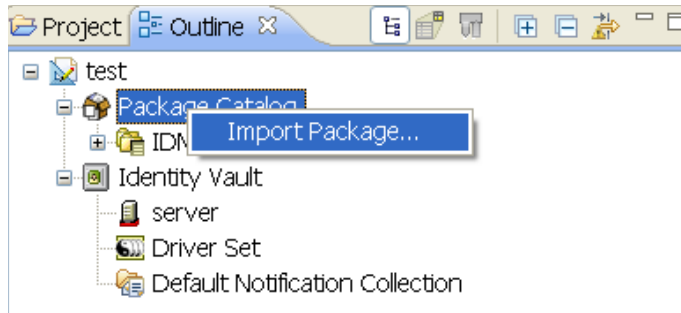 Project Outline
test
Package Catalog
Import Package...
IDM
Identity Vault
server
Driver Set
Default Notification Collection